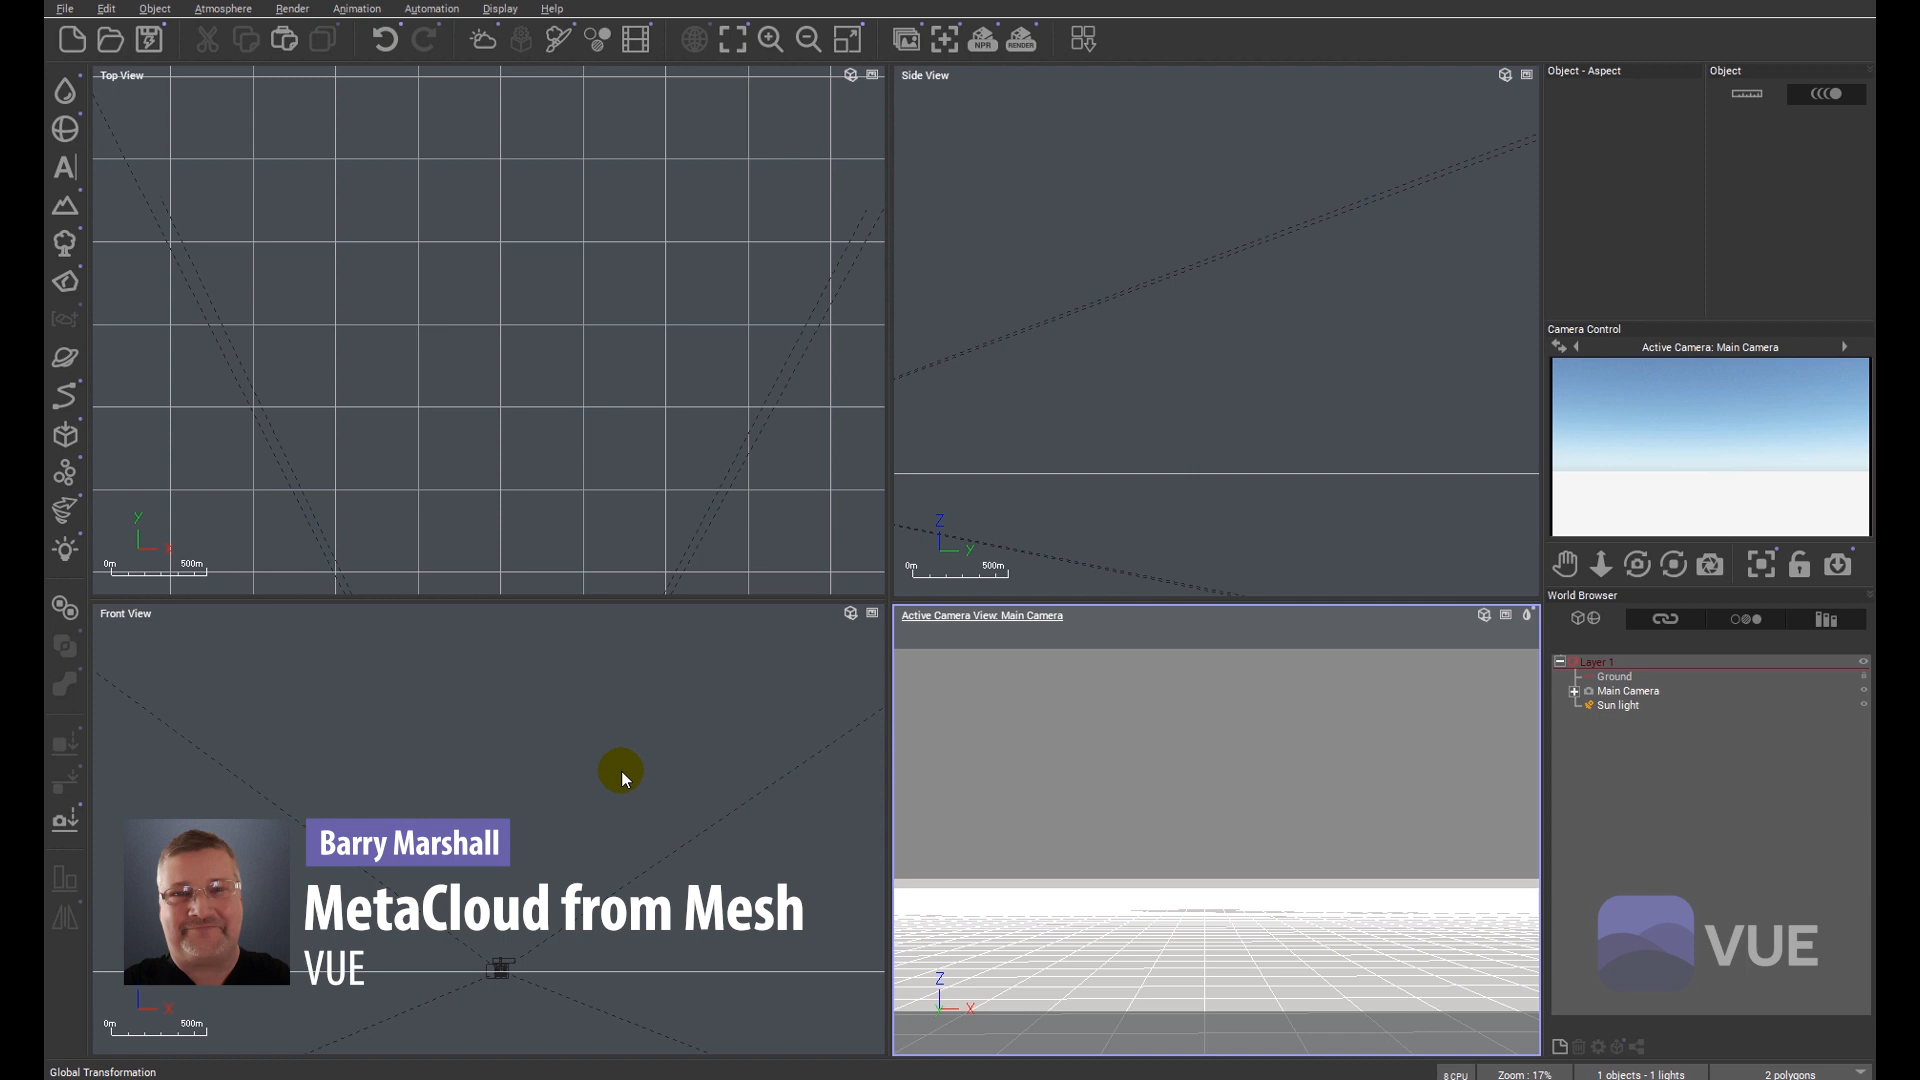 File Edit Object Atmosphere Render Animation Automation Display Help
NPR RENDER
Top View
Side View
Object - Aspect
Object
A
Camera Control
Active Camera: Main Camera
Y
X
0m 500m
Z
Y
0m 500m
World Browser
Front View
Active Camera View: Main Camera
Layer 1
Ground
Main Camera
Sun light
Barry Marshall
MetaCloud from Mesh
VUE
VUE
X
0m 500m
Z
X
Global Transformation
8 CPU
Zoom : 17%
1 objects - 1 lights
2 polygons